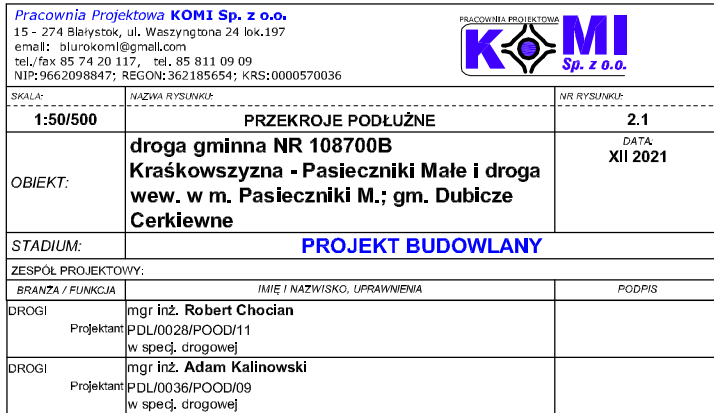 Pracownia Projektowa KOMI Sp. z o.o.
15 - 274 Białystok, ul. Waszyngtona 24 lok.197
email: biurokomi@gmail.com
tel./fax 85 74 20 117, tel. 85 811 09 09
NIP:9662098847; REGON:362185654; KRS:0000570036
PRACOWNIA PROJEKTOWA
KOMI
Sp. z o.o.
SKALA: NAZWA RYSUNKU: NR RYSUNKU:
1:50/500 PRZEKROJE PODŁUŻNE 2.1
OBIEKT:
droga gminna NR 108700B
Kraśkowszyzna - Pasieczniki Małe i droga
wew. w m. Pasieczniki M.; gm. Dubicze
Cerkiewne
DATA:
XII 2021
STADIUM: PROJEKT BUDOWLANY
ZESPÓŁ PROJEKTOWY:
BRANŻA / FUNKCJA IMIĘ I NAZWISKO, UPRAWNIENIA PODPIS
DROGI mgr inż. Robert Chocian
Projektant PDL/0028/POOD/11
w specj. drogowej
DROGI mgr inż. Adam Kalinowski
Projektant PDL/0036/POOD/09
w specj. drogowej